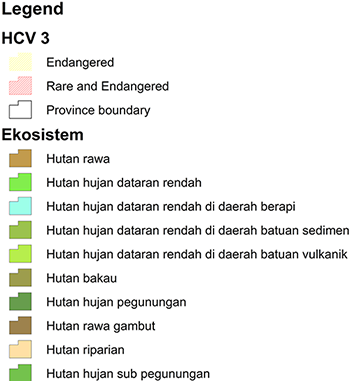 Legend
HCV 3
Endangered
Rare and Endangered
Province boundary
Ekosistem
Hutan rawa
Hutan hujan dataran rendah
Hutan hujan dataran rendah di daerah berapi
Hutan hujan dataran rendah di daerah batuan sedimen
Hutan hujan dataran rendah di daerah batuan vulkanik
Hutan bakau
Hutan hujan pegunungan
Hutan rawa gambut
Hutan riparian
Hutan hujan sub pegunungan